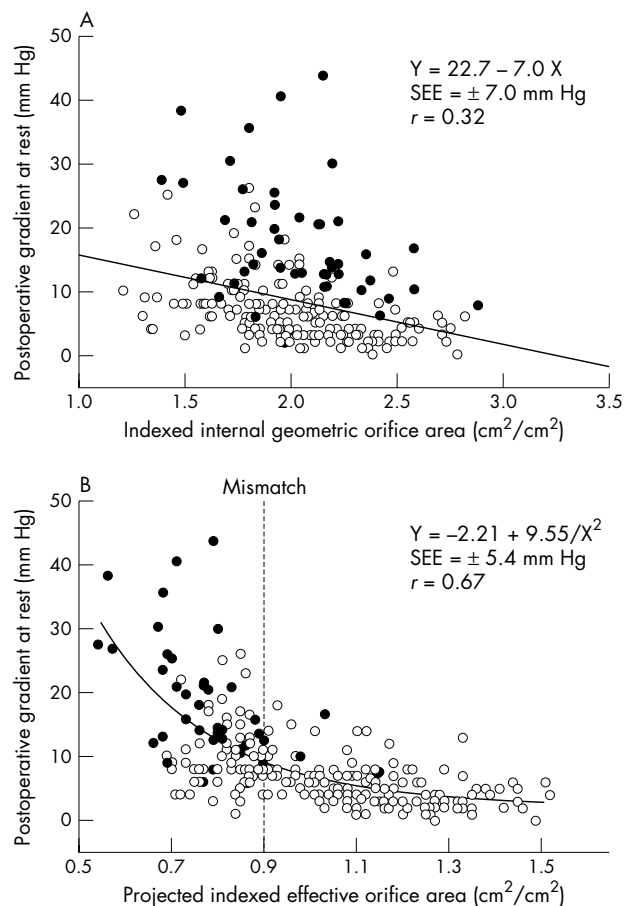 A
50
40
30
20
10
0
Postoperative gradient at rest (mm Hg)
Y = 22.7 – 7.0 X
SEE = ± 7.0 mm Hg
r = 0.32
1.0 1.5 2.0 2.5 3.0 3.5
Indexed internal geometric orifice area (cm²/cm²)
B
Mismatch
50
40
30
20
10
0
Postoperative gradient at rest (mm Hg)
Y = –2.21 + 9.55/X²
SEE = ± 5.4 mm Hg
r = 0.67
0.5 0.7 0.9 1.1 1.3 1.5
Projected indexed effective orifice area (cm²/cm²)